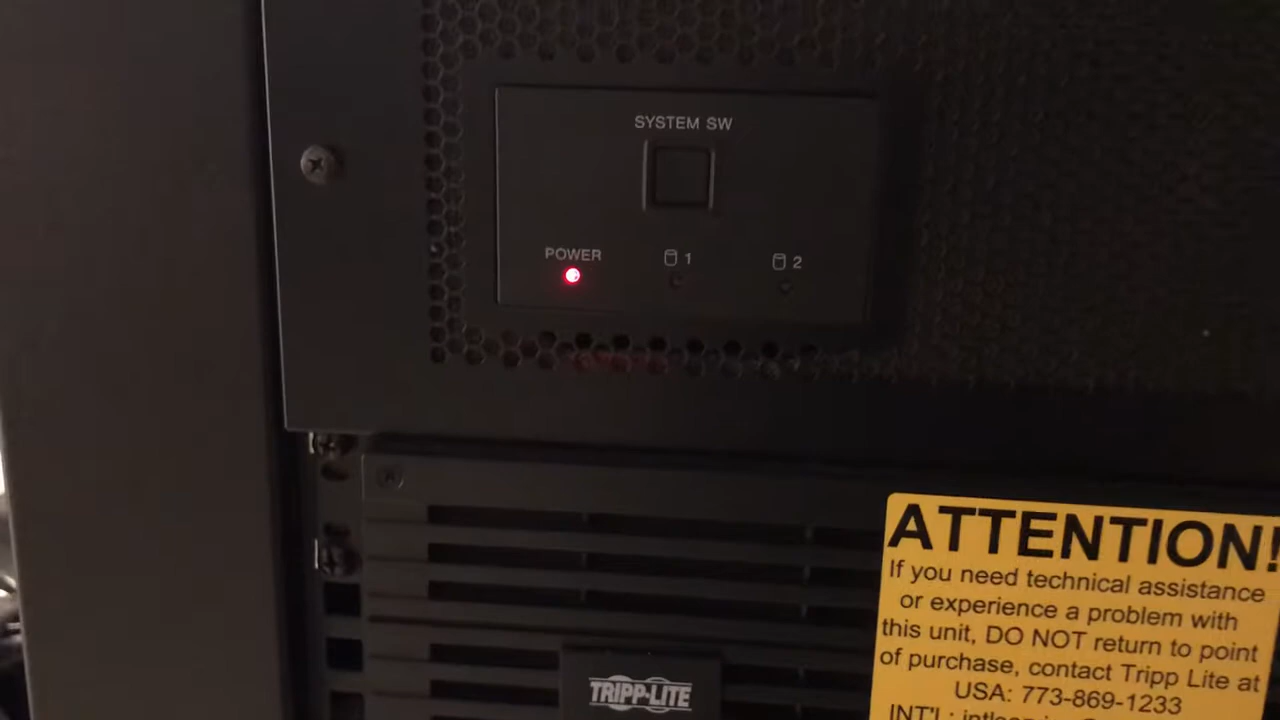 SYSTEM SW
POWER
1
2
ATTENTION!
If you need technical assistance
or experience a problem with
this unit, DO NOT return to point
of purchase, contact Tripp Lite at
USA: 773-869-1233
INT'L:
TRIPP·LITE